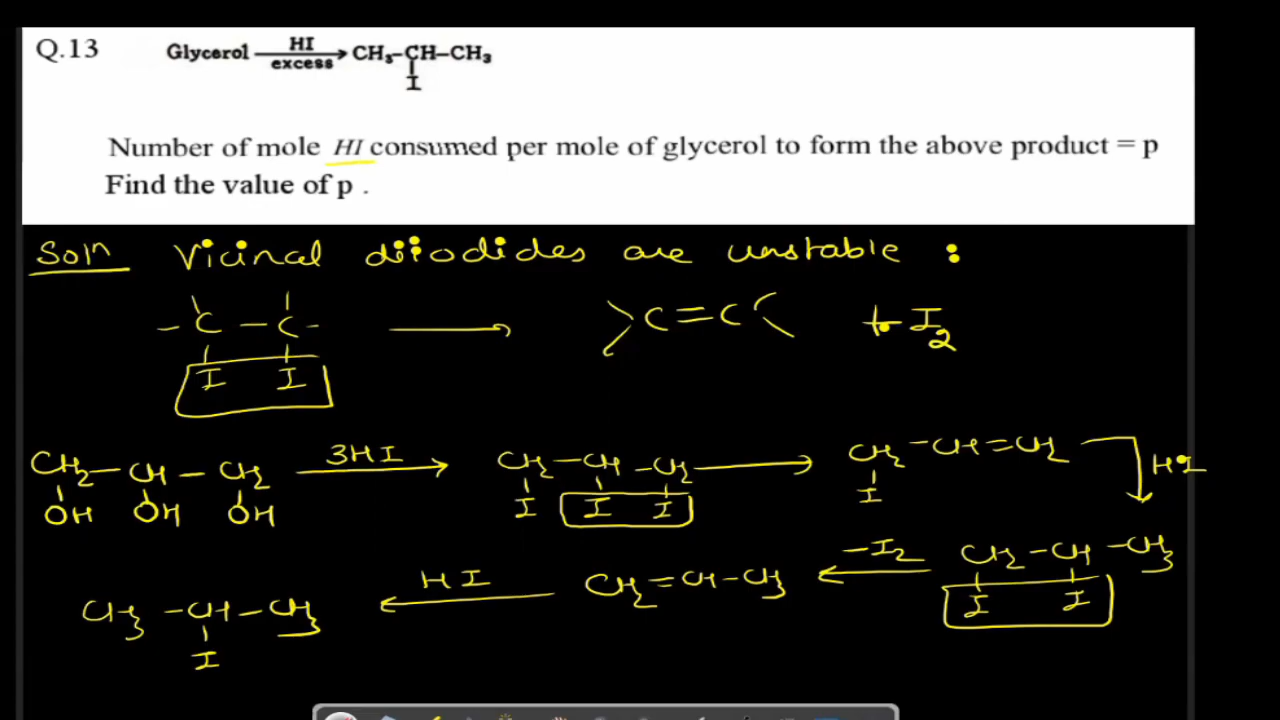 Q.13 Glycerol HI excess CH₃-CH-CH₃
I
Number of mole HI consumed per mole of glycerol to form the above product = p
Find the value of p .
Soln Vicinal diiodides are unstable :
-C-C- C=C + I₂
I I
CH₂-CH-CH₂ 3HI CH₂-CH-CH₂ CH₂-CH=CH₂ HI
OH OH OH I I I I
CH₃-CH-CH₃ HI CH₂=CH-CH₃ -I₂ CH₂-CH-CH₃
I I I